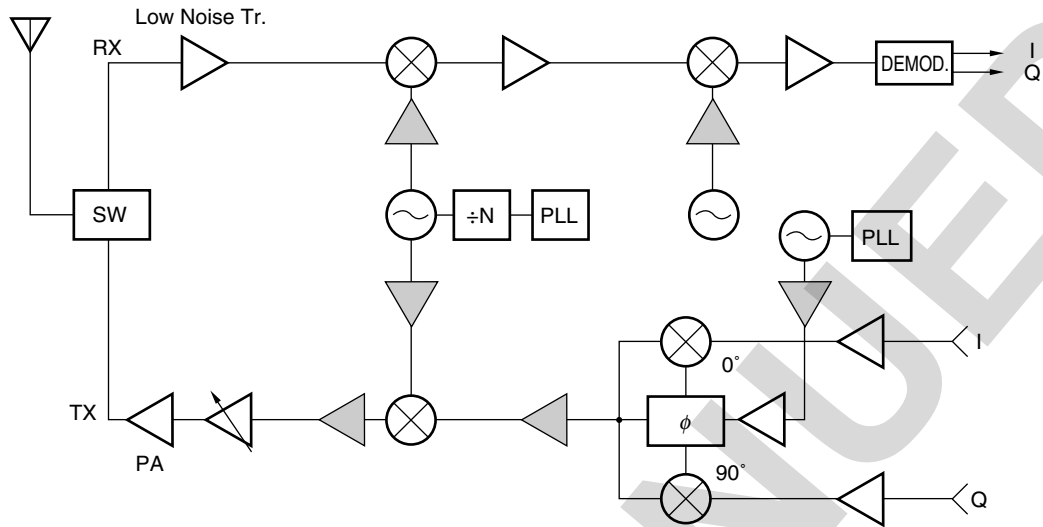 Low Noise Tr.
RX
DEMOD.
I
Q
SW
÷N
PLL
PLL
I
0°
TX
ϕ
PA
90°
Q